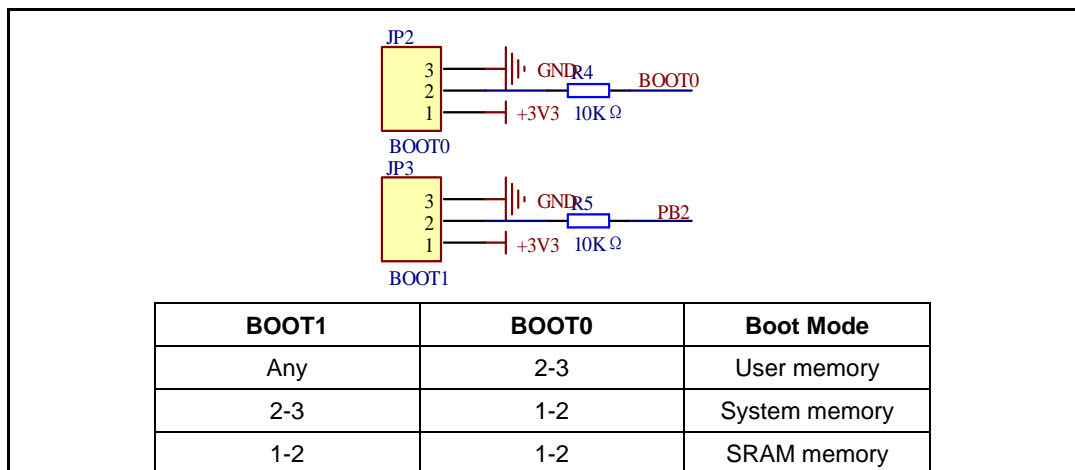 JP2
3
GND
R4
BOOT0
2
1
+3V3
10K Ω
BOOT0
JP3
3
GND
R5
PB2
2
1
+3V3
10K Ω
BOOT1
BOOT1 BOOT0 Boot Mode
Any 2-3 User memory
2-3 1-2 System memory
1-2 1-2 SRAM memory